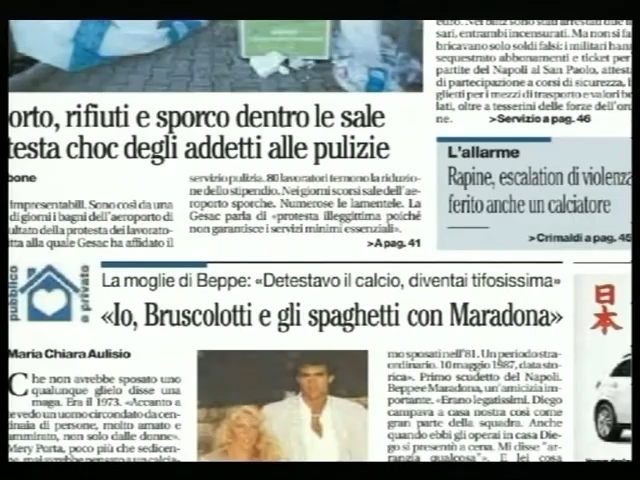 orto, rifiuti e sporco dentro le sale
testa choc degli addetti alle pulizie
bone
impresentabili. Sono così da una
di giorni i bagni dell'aeroporto di
ultato della protesta dei lavorato-
tta alla quale Gesac ha affidato il
servizio pulizia. 80 lavoratori temono la riduzio-
ne dello stipendio. Nei giorni scorsi sale dell'ae-
roporto sporche. Numerose le lamentele. La
Gesac parla di «protesta illegittima poiché
non garantisce i servizi minimi essenziali».
>A pag. 41
sari, entrambi incensurati. Ma non si fa
bricavano solo soldi falsi: i militari hann
sequestrato abbonamenti e ticket per
partite del Napoli al San Paolo, attest
di partecipazione a corsi di sicurezza, b
glietti per i mezzi di trasporto e valori bo
lati, oltre a tesserini delle forze dell'or
ne.
>Servizio a pag. 46
L'allarme
Rapine, escalation di violenza
ferito anche un calciatore
>Crimaldi a pag. 45
pubblico
e privato
La moglie di Beppe: «Detestavo il calcio, diventai tifosissima»
«Io, Bruscolotti e gli spaghetti con Maradona»
Maria Chiara Aulisio
Che non avrebbe sposato uno
qualunque glielo disse una
maga. Era il 1973. «Accanto a
te vedo un uomo circondato da cen-
tinaia di persone, molto amato e
ammirato, non solo dalle donne».
Mery Porta, poco più che sedicen-
mo sposati nell'81. Un periodo stra-
ordinario. 10 maggio 1987, data
storica». Primo scudetto del Napoli.
Beppe e Maradona, un'amicizia im-
portante. «Erano legatissimi. Diego
campava a casa nostra così come
gran parte della squadra. Anche
quando ebbi gli operai in casa Diego
si presentò a cena. Mi disse "ar-
rangia qualcosa"». E lei cosa
日本